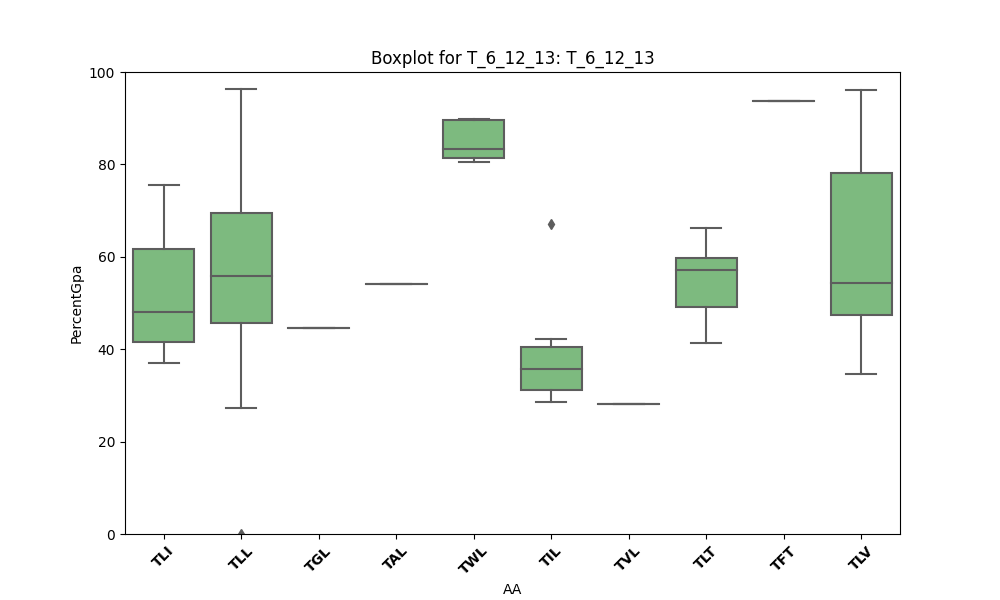 Boxplot for T_6_12_13: T_6_12_13
100
80
60
40
20
0
PercentGpa
TLI TLL TGL TAL TWL TIL TVL TLT TFT TLV
AA